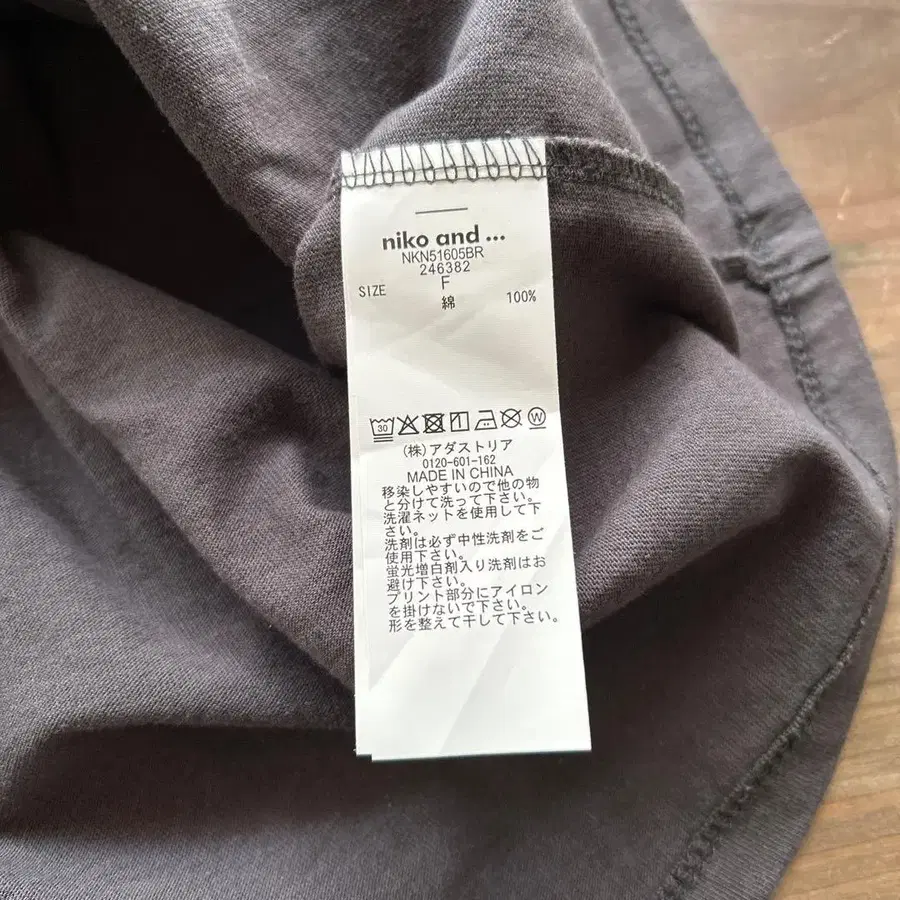 niko and ...
NKN51605BR
246382
SIZE F
綿 100%
30 W
(株)アダストリア
0120-601-162
MADE IN CHINA
移染しやすいので他の物
と分けて洗って下さい。
洗濯ネットを使用して下
さい。
洗剤は必ず中性洗剤をご
使用下さい。
蛍光増白剤入り洗剤はお
避け下さい。
プリント部分にアイロン
を掛けないで下さい。
形を整えて干して下さい。